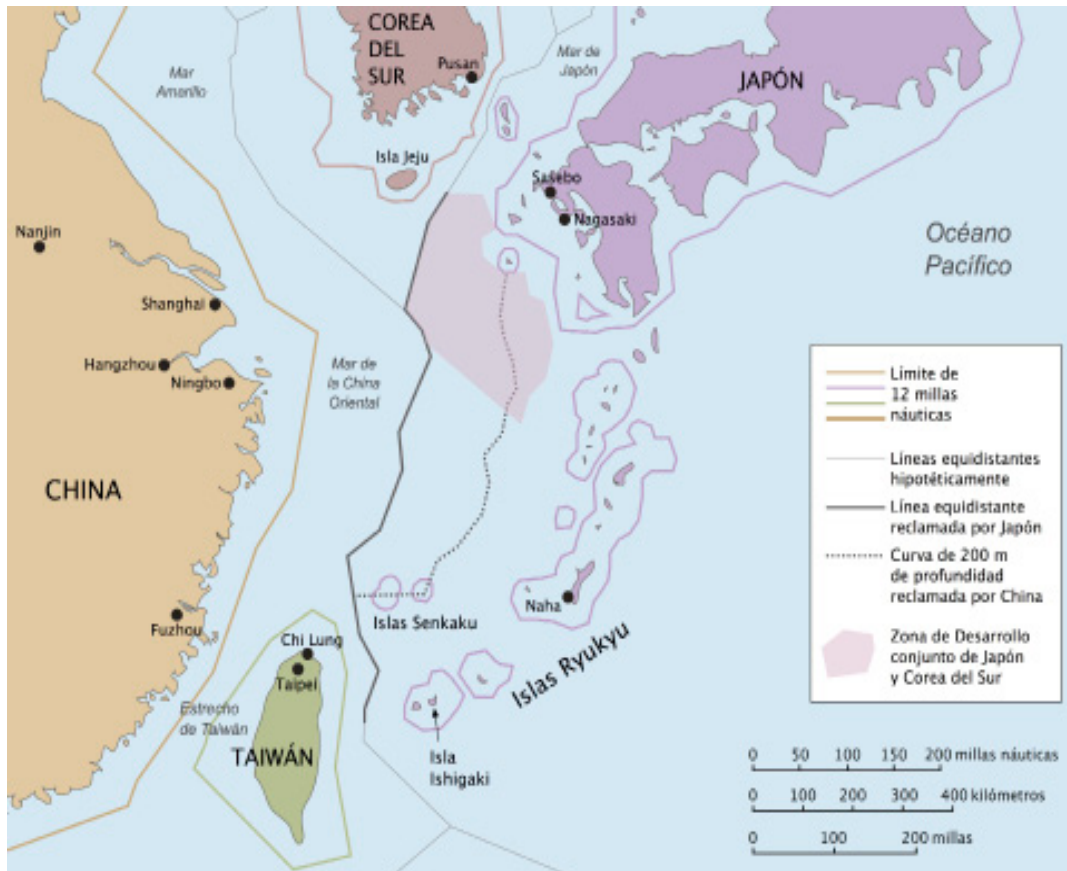 COREA
DEL
SUR
Pusan
Mar de
Japón
JAPÓN
Mar
Amarillo
Isla Jeju
Sasebo
Nagasaki
Nanjin
Océano
Pacífico
Shanghai
Hangzhou
Ningbo
Mar de
la China
Oriental
CHINA
Fuzhou
Islas Senkaku
Naha
Islas Ryukyu
Chi Lung
Taipei
Estrecho
de Taiwán
TAIWÁN
Isla
Ishigaki
Límite de
12 millas
náuticas
Líneas equidistantes
hipotéticamente
Línea equidistante
reclamada por Japón
Curva de 200 m
de profundidad
reclamada por China
Zona de Desarrollo
conjunto de Japón
y Corea del Sur
0 50 100 150 200 millas náuticas
0 100 200 300 400 kilómetros
0 100 200 millas